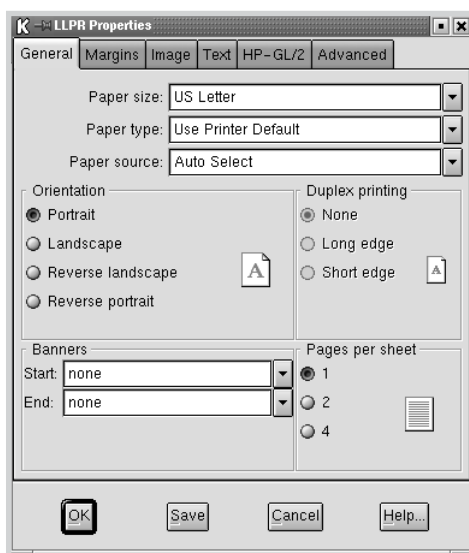 K LLPR Properties
General Margins Image Text HP-GL/2 Advanced
Paper size: US Letter
Paper type: Use Printer Default
Paper source: Auto Select
Orientation
Portrait
Landscape
Reverse landscape
Reverse portrait
A
Duplex printing
None
Long edge
Short edge
A
Banners
Start: none
End: none
Pages per sheet
1
2
4
OK Save Cancel Help...